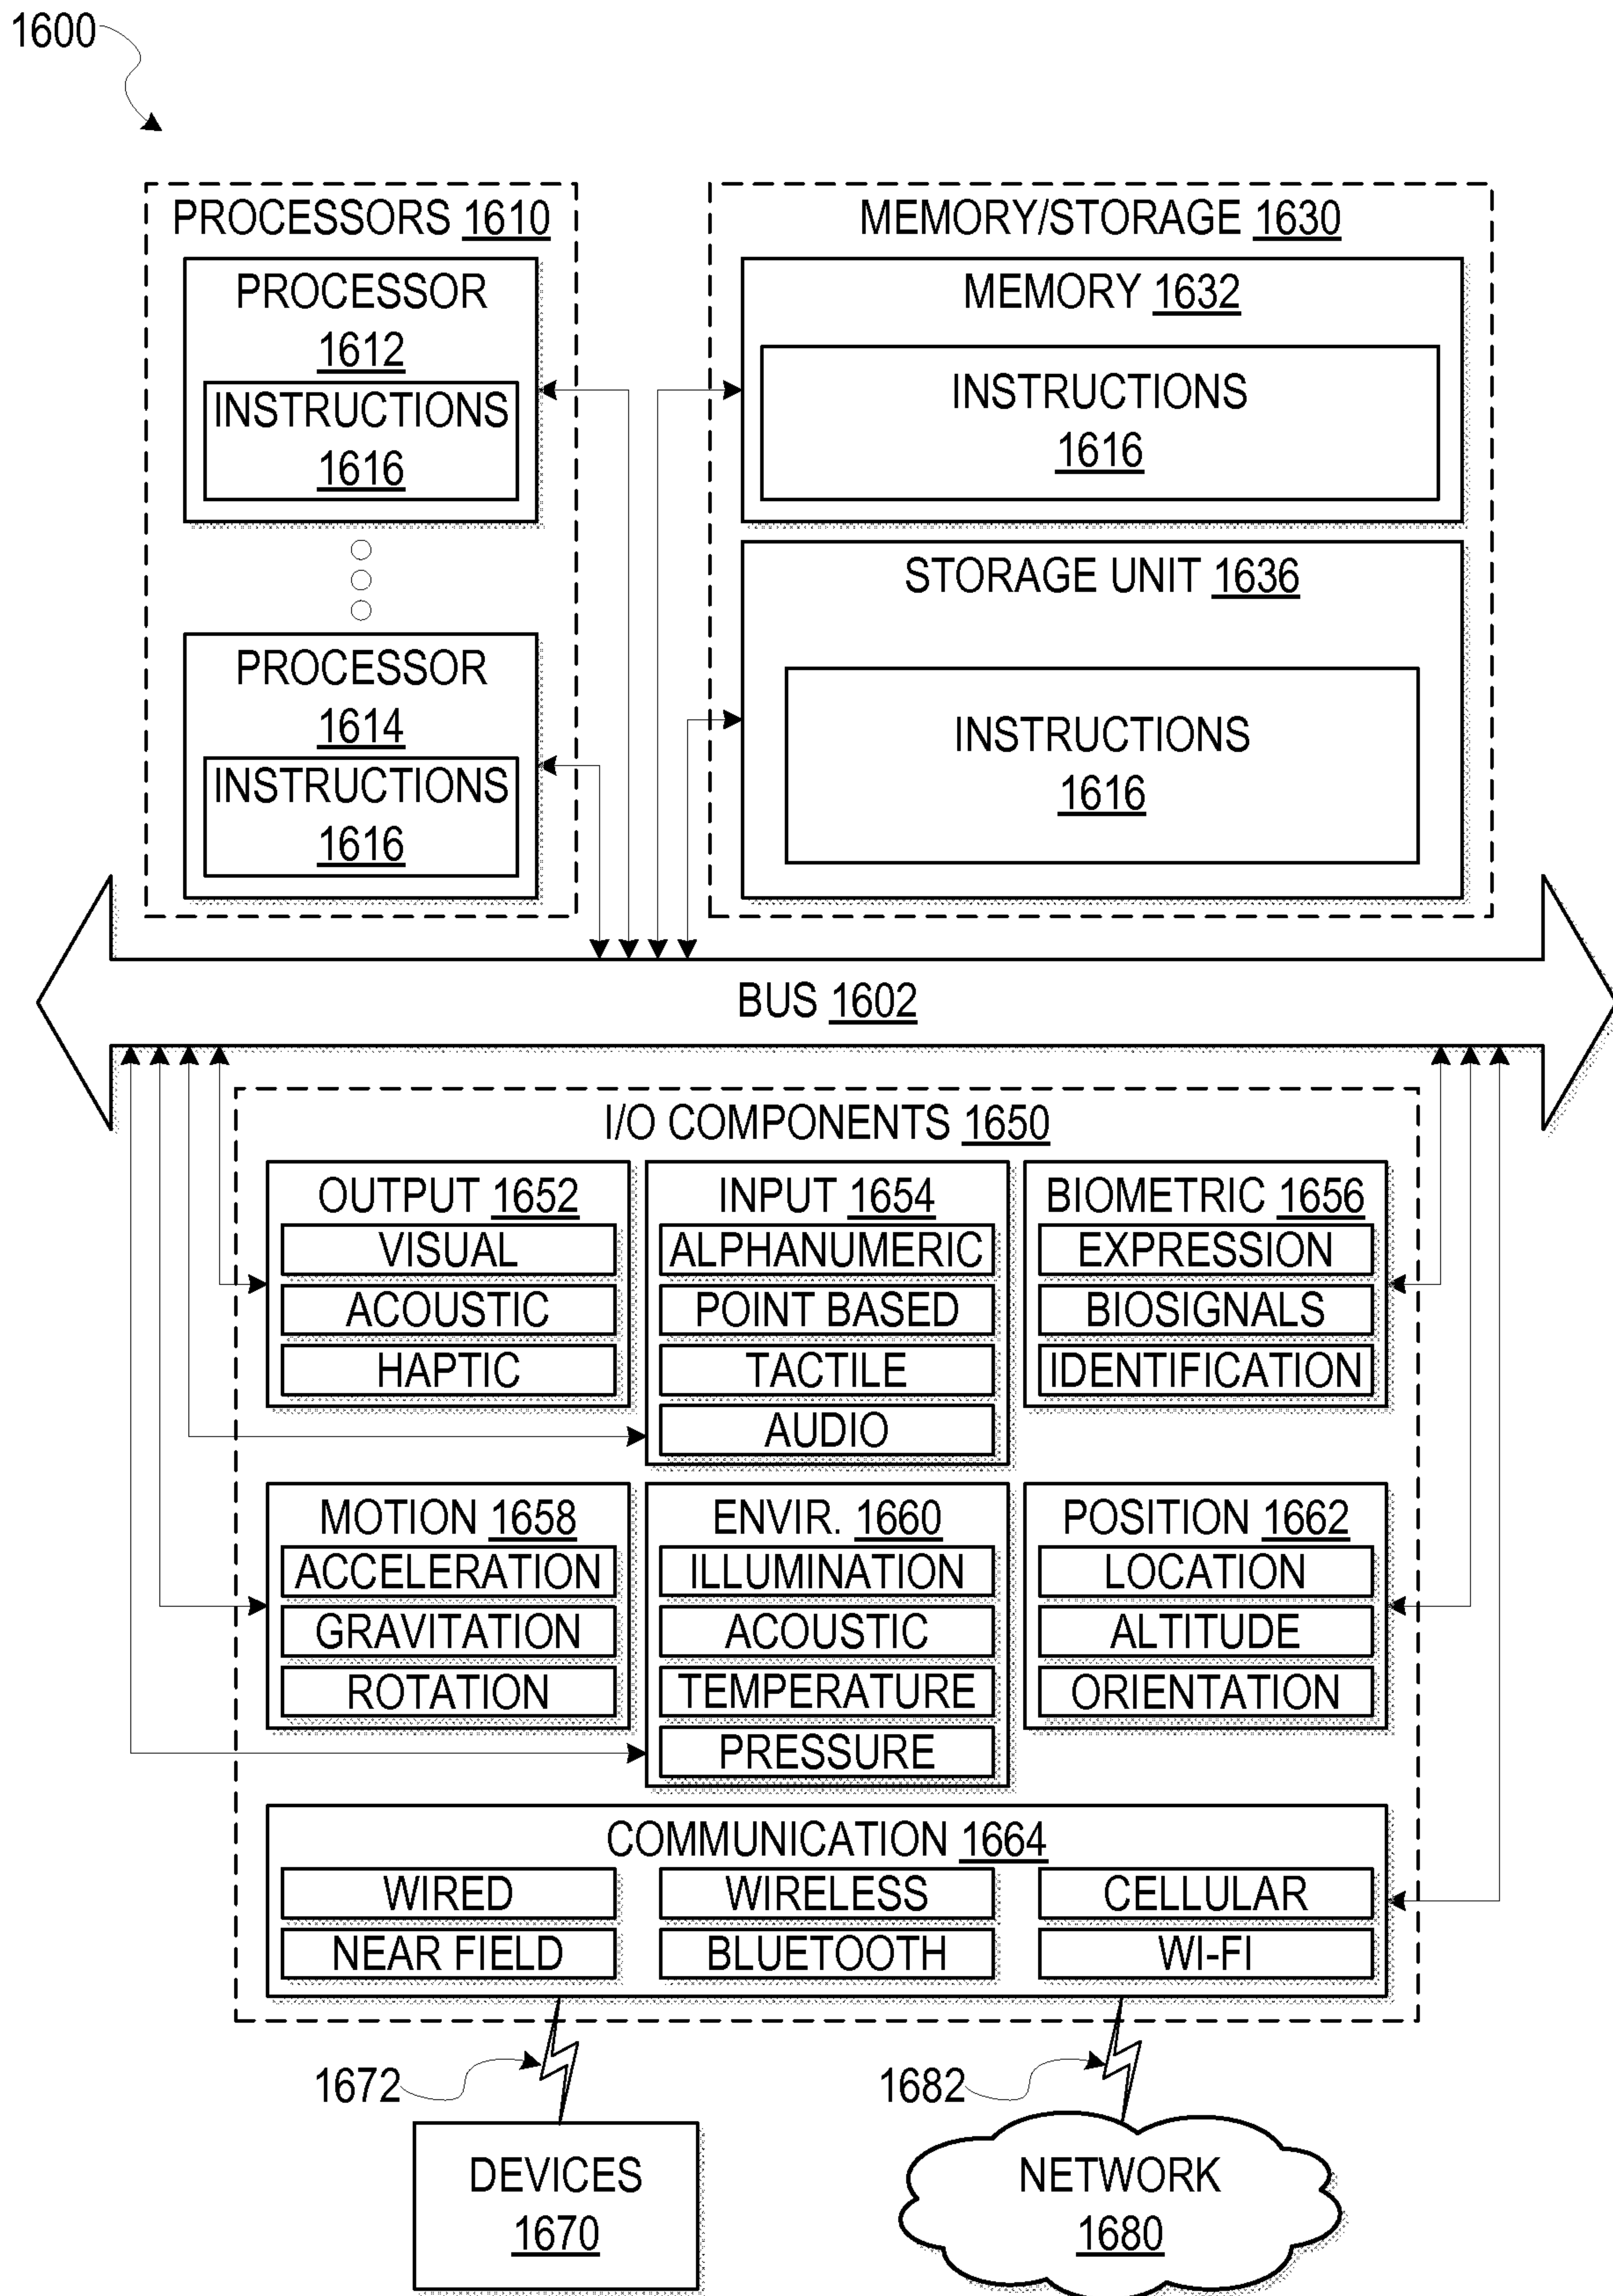 1600
PROCESSORS 1610
PROCESSOR
1612
INSTRUCTIONS
1616
PROCESSOR
1614
INSTRUCTIONS
1616
MEMORY/STORAGE 1630
MEMORY 1632
INSTRUCTIONS
1616
STORAGE UNIT 1636
INSTRUCTIONS
1616
BUS 1602
I/O COMPONENTS 1650
OUTPUT 1652
VISUAL
ACOUSTIC
HAPTIC
INPUT 1654
ALPHANUMERIC
POINT BASED
TACTILE
AUDIO
BIOMETRIC 1656
EXPRESSION
BIOSIGNALS
IDENTIFICATION
MOTION 1658
ACCELERATION
GRAVITATION
ROTATION
ENVIR. 1660
ILLUMINATION
ACOUSTIC
TEMPERATURE
PRESSURE
POSITION 1662
LOCATION
ALTITUDE
ORIENTATION
COMMUNICATION 1664
WIRED
WIRELESS
CELLULAR
NEAR FIELD
BLUETOOTH
WI-FI
1672
1682
DEVICES
1670
NETWORK
1680